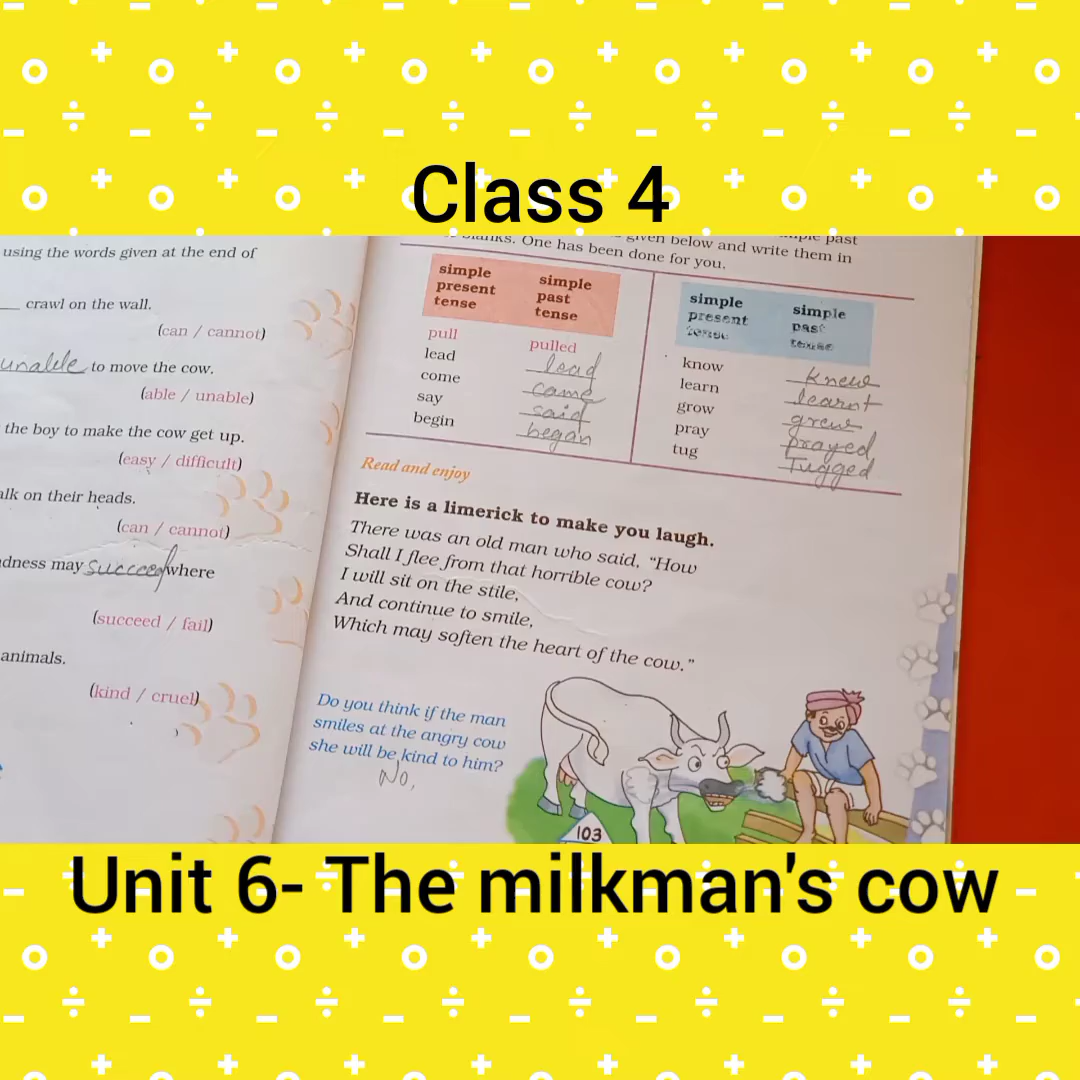 Class 4
using the words given at the end of
crawl on the wall.
(can / cannot)
unable to move the cow.
(able / unable)
the boy to make the cow get up.
(easy / difficult)
alk on their heads.
(can / cannot)
dness may succeed where
(succeed / fail)
animals.
(kind / cruel)
given below and write them in
blanks. One has been done for you.
simple present tense simple past tense
pull pulled
lead lead
come came
say said
begin began
simple present tense simple past tense
know knew
learn learnt
grow grew
pray prayed
tug Tugged
Read and enjoy
Here is a limerick to make you laugh.
There was an old man who said, “How
Shall I flee from that horrible cow?
I will sit on the stile,
And continue to smile,
Which may soften the heart of the cow.”
Do you think if the man
smiles at the angry cow
she will be kind to him?
No,
103
Unit 6- The milkman's cow